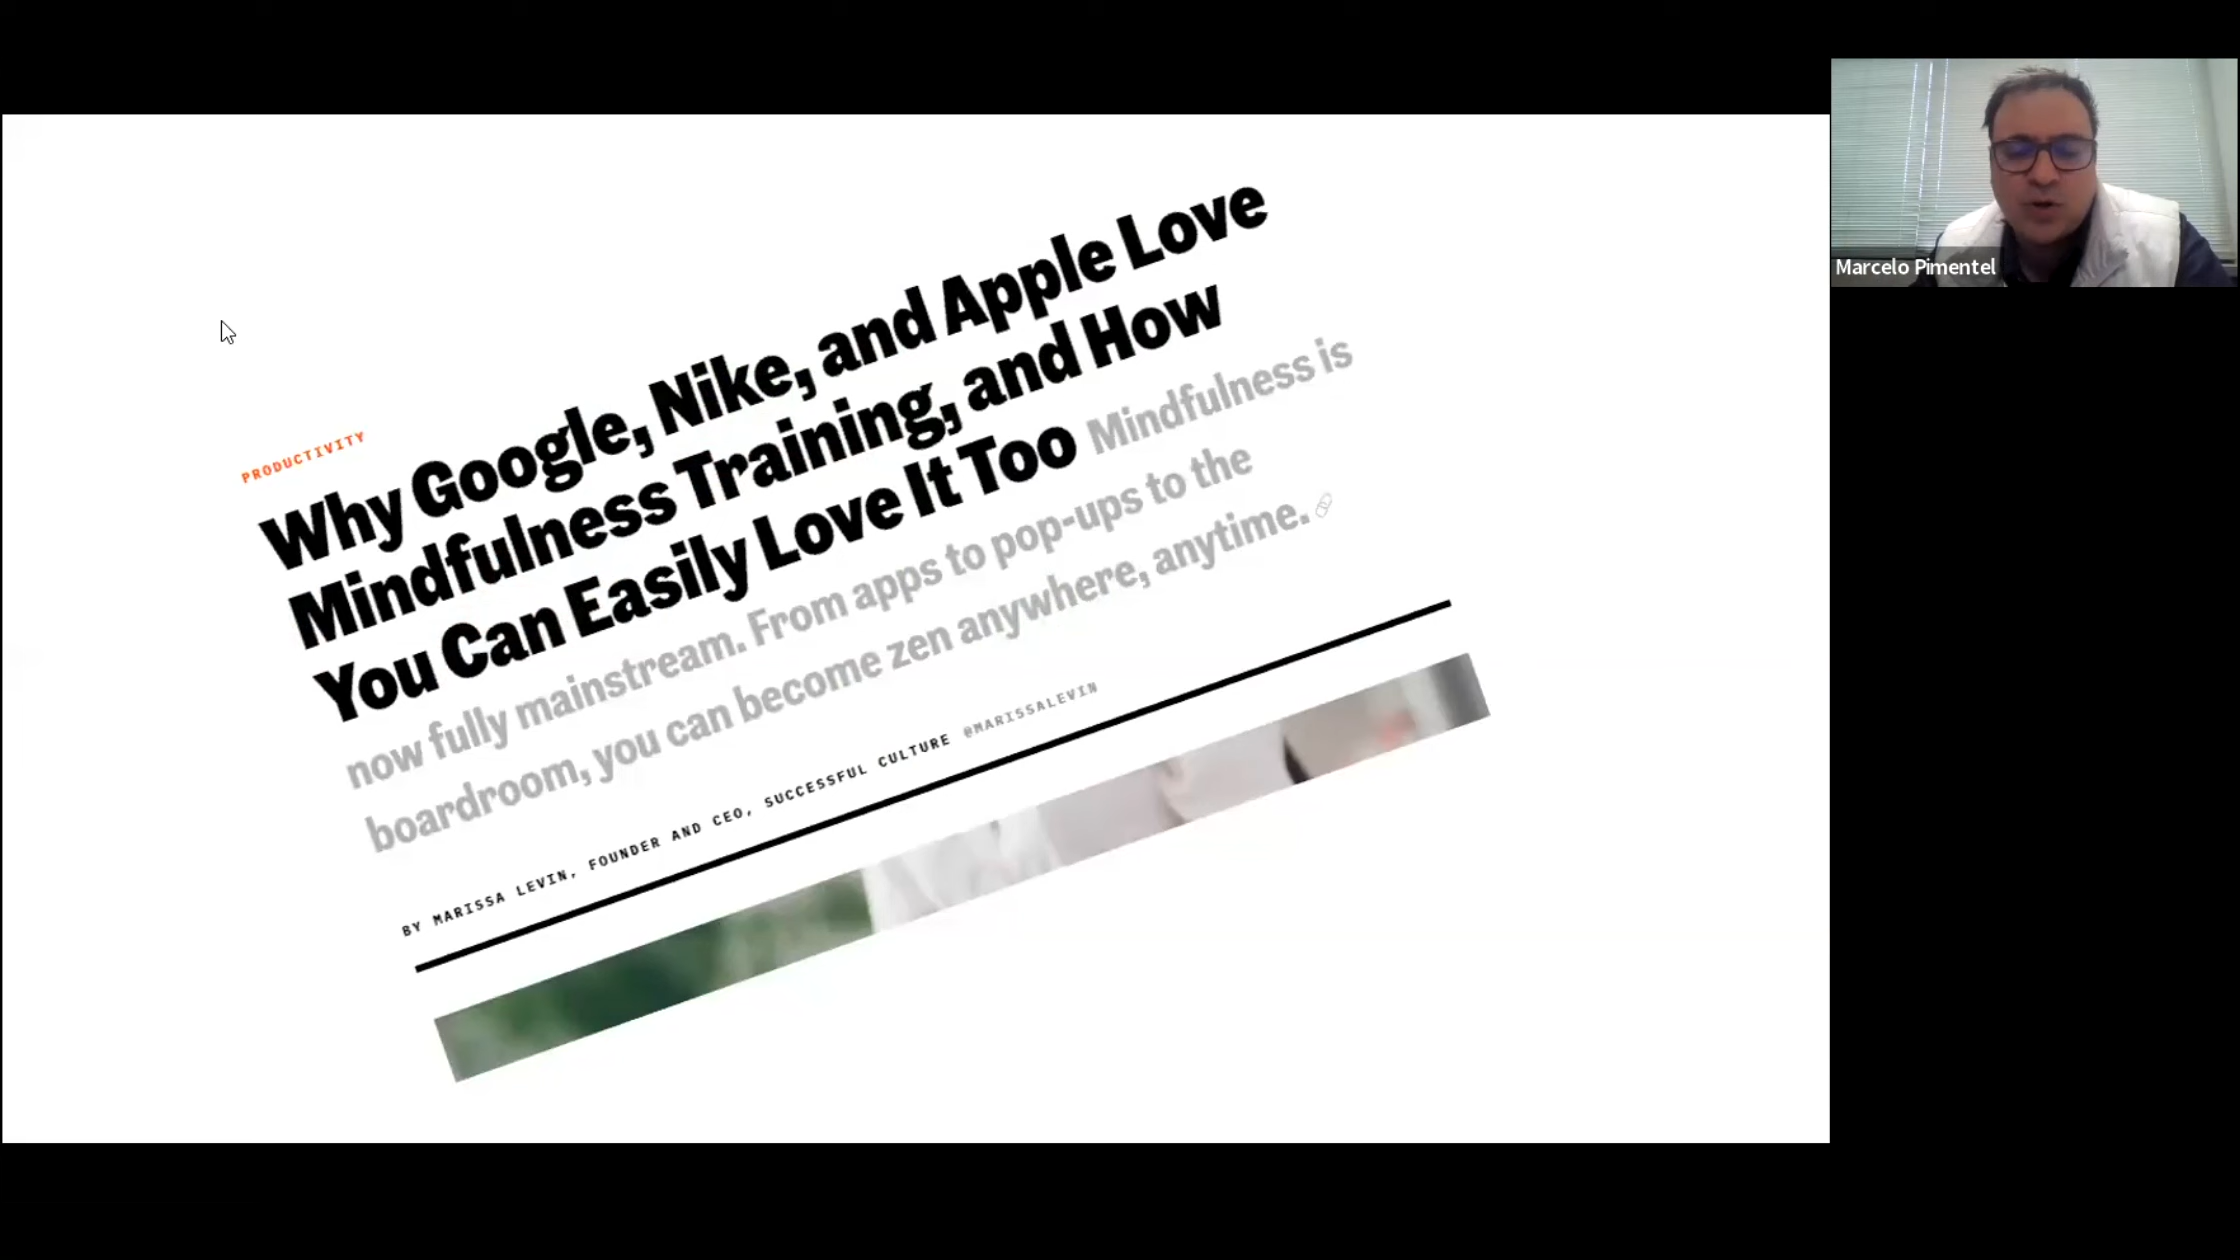 PRODUCTIVITY
Why Google, Nike, and Apple Love
Mindfulness Training, and How
You Can Easily Love It Too Mindfulness is
now fully mainstream. From apps to pop-ups to the
boardroom, you can become zen anywhere, anytime.
BY MARISSA LEVIN, FOUNDER AND CEO, SUCCESSFUL CULTURE @MARISSALEVIN
Marcelo Pimentel